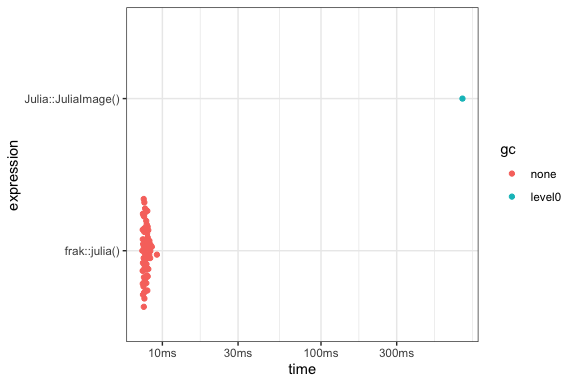 Julia::JuliaImage()
frak::julia()
expression
10ms 30ms 100ms 300ms
time
gc
none
level0